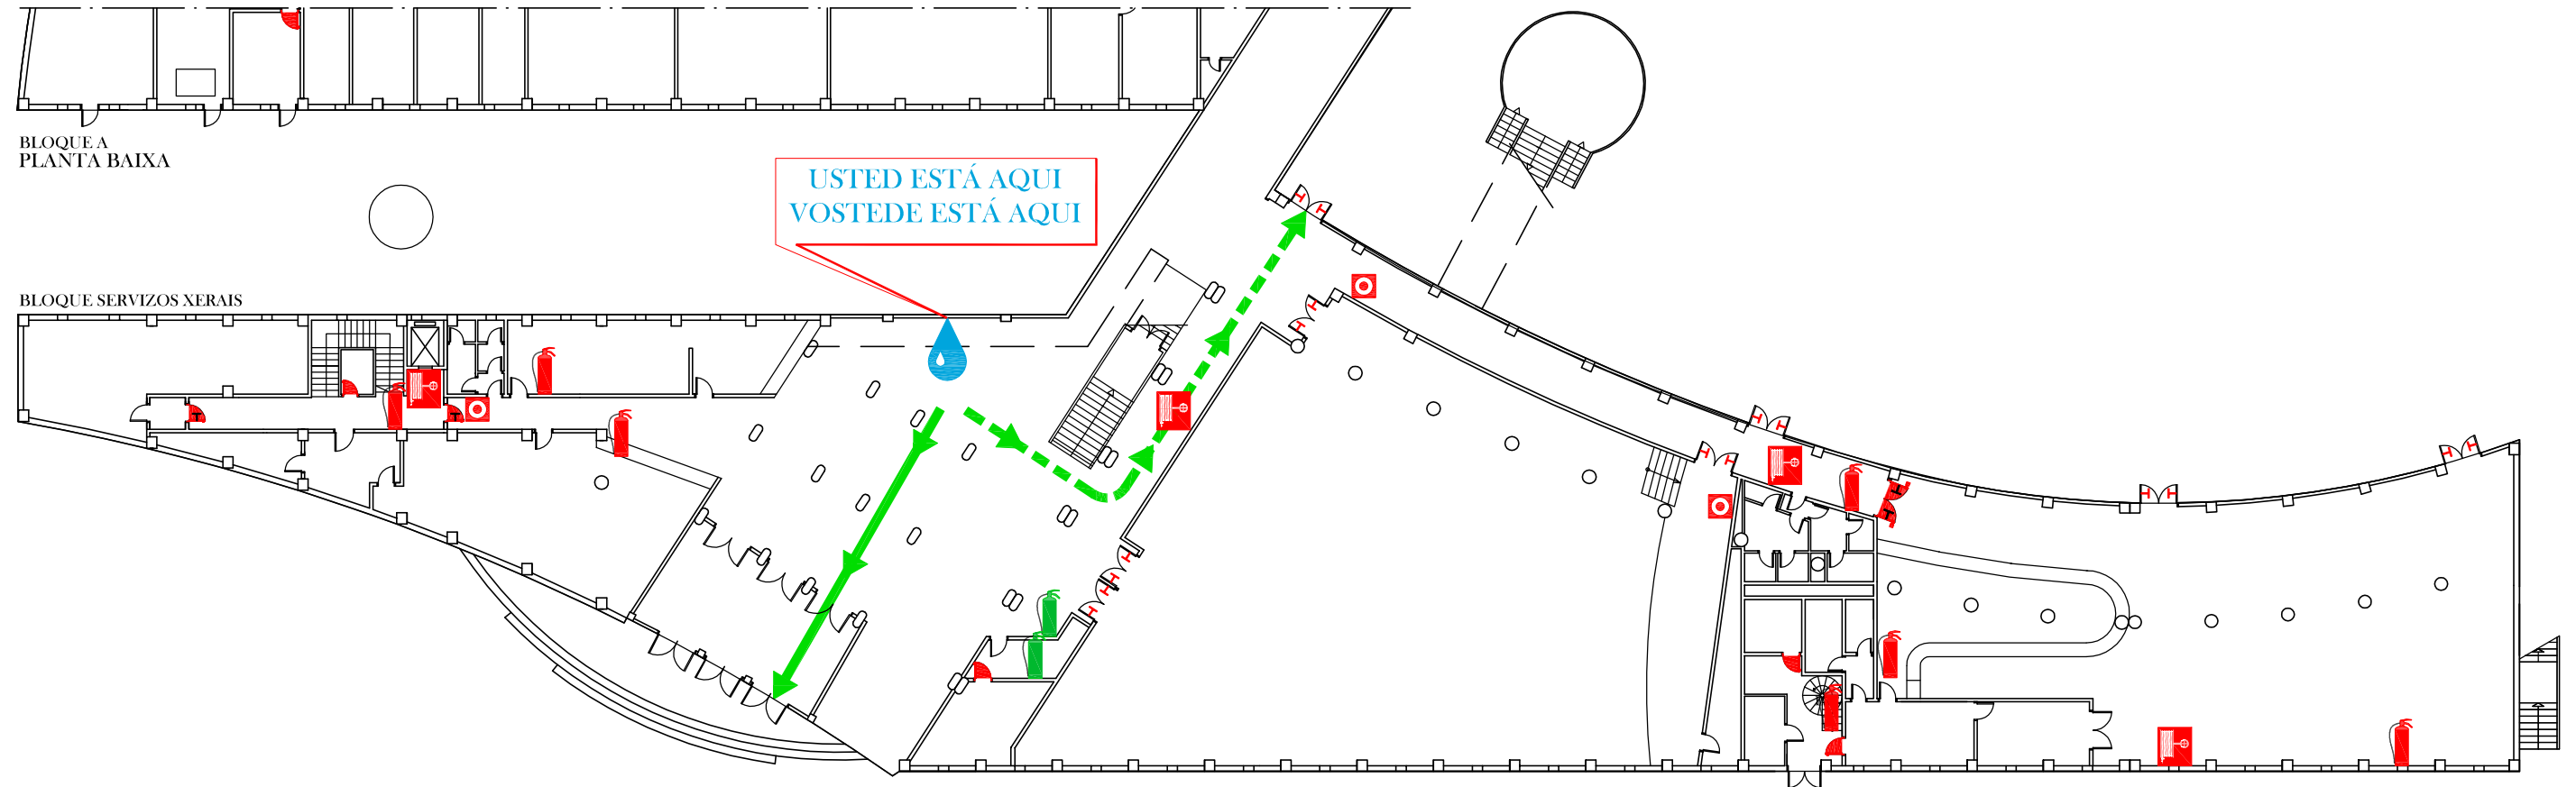 BLOQUE A
PLANTA BAIXA
USTED ESTÁ AQUI
VOSTEDE ESTÁ AQUI
BLOQUE SERVIZOS XERAIS